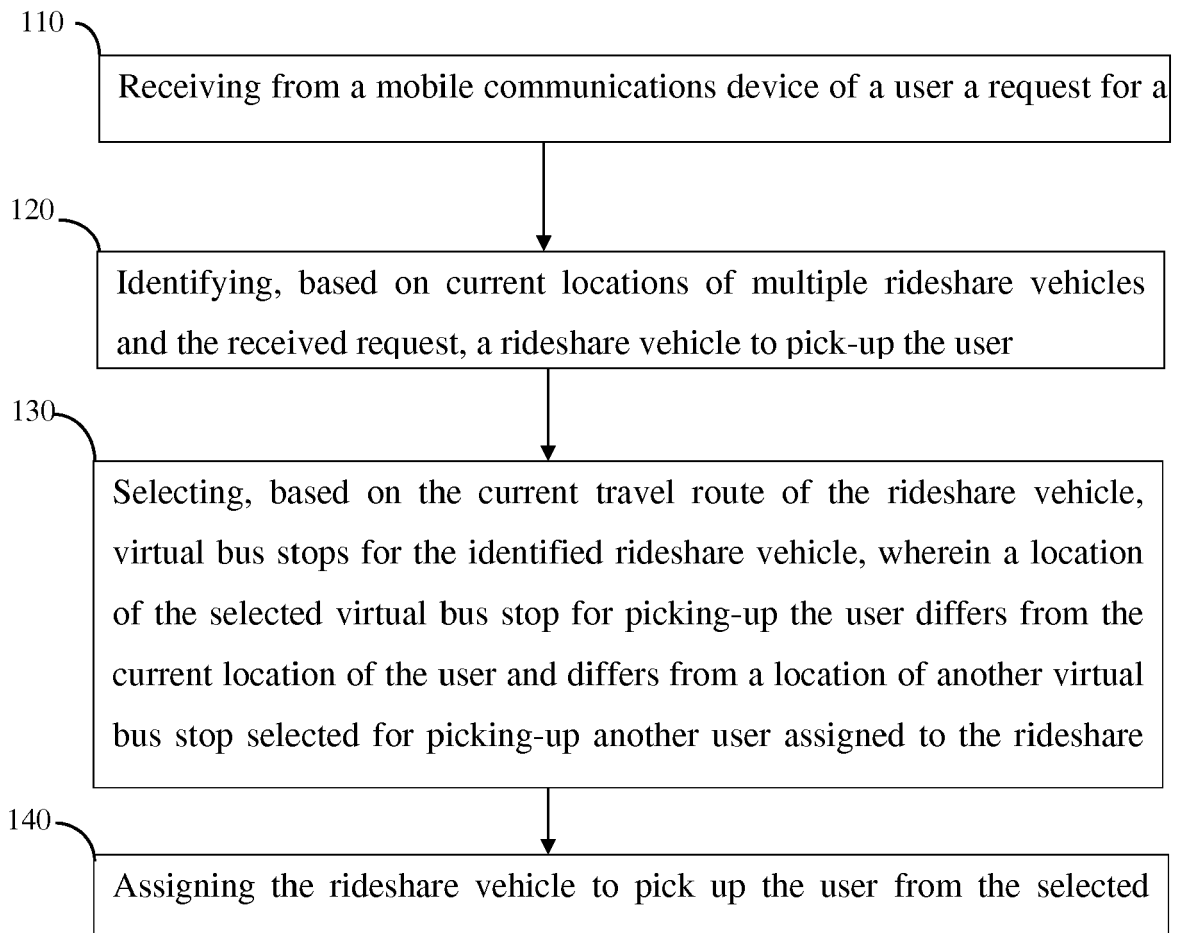 110
Receiving from a mobile communications device of a user a request for a
120
Identifying, based on current locations of multiple rideshare vehicles
and the received request, a rideshare vehicle to pick-up the user
130
Selecting, based on the current travel route of the rideshare vehicle,
virtual bus stops for the identified rideshare vehicle, wherein a location
of the selected virtual bus stop for picking-up the user differs from the
current location of the user and differs from a location of another virtual
bus stop selected for picking-up another user assigned to the rideshare
140
Assigning the rideshare vehicle to pick up the user from the selected